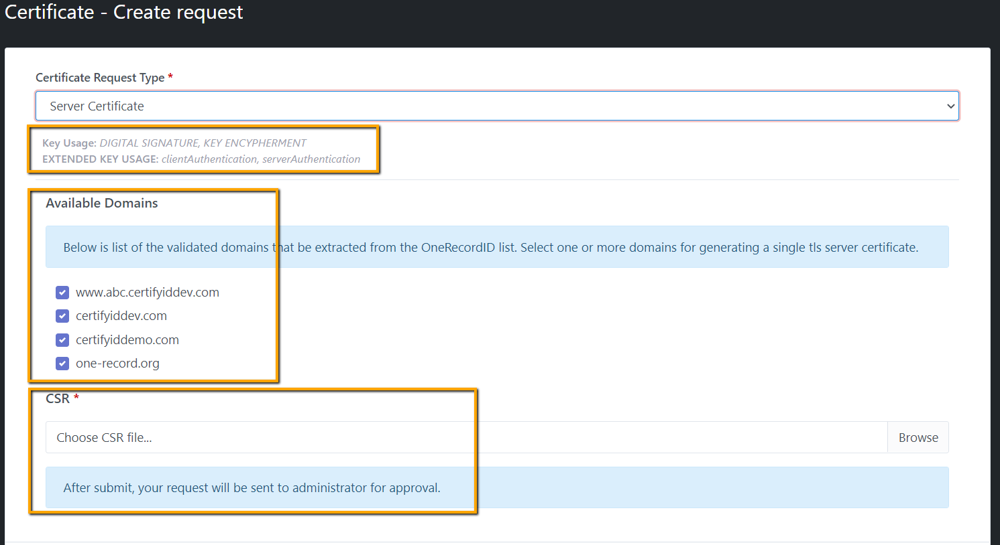 Certificate - Create request
Certificate Request Type *
Server Certificate
Key Usage: DIGITAL SIGNATURE, KEY ENCYPHERMENT
EXTENDED KEY USAGE: clientAuthentication, serverAuthentication
Available Domains
Below is list of the validated domains that be extracted from the OneRecordID list. Select one or more domains for generating a single tls server certificate.
www.abc.certifyiddev.com
certifyiddev.com
certifyiddemo.com
one-record.org
CSR *
Choose CSR file...
Browse
After submit, your request will be sent to administrator for approval.